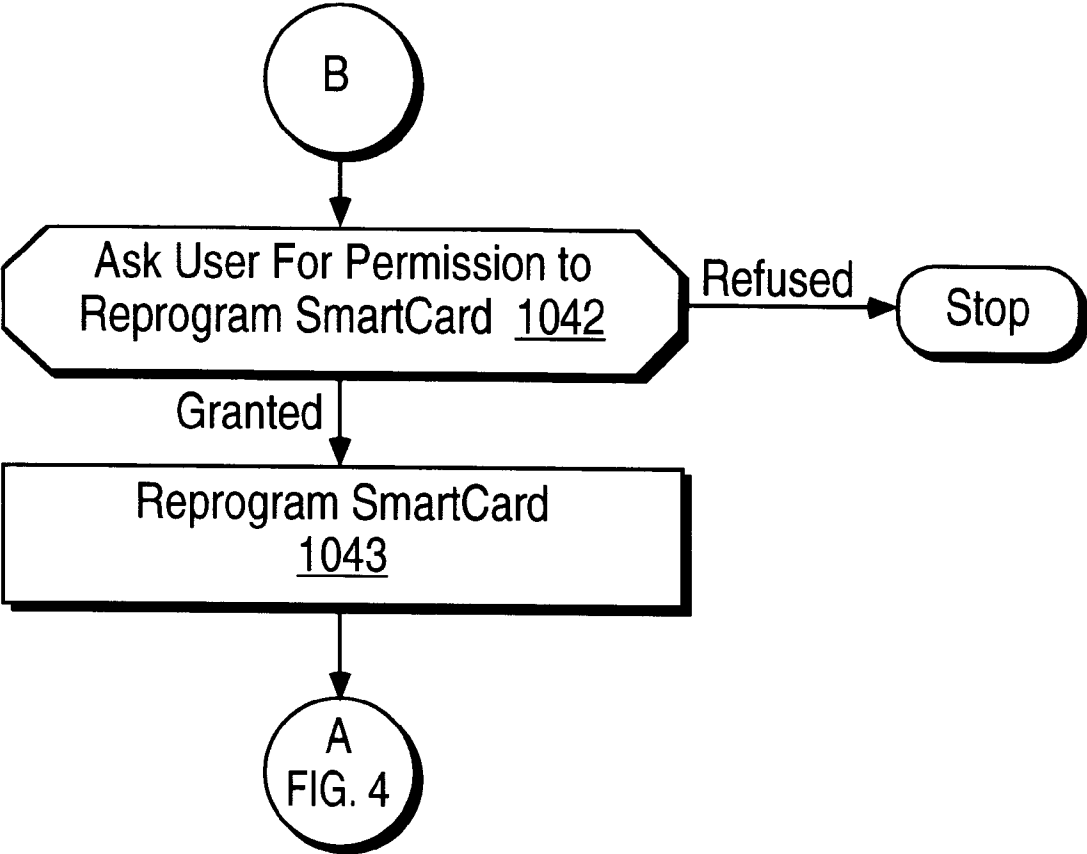 B
Ask User For Permission to
Reprogram SmartCard 1042
Refused
Stop
Granted
Reprogram SmartCard
1043
A
FIG. 4